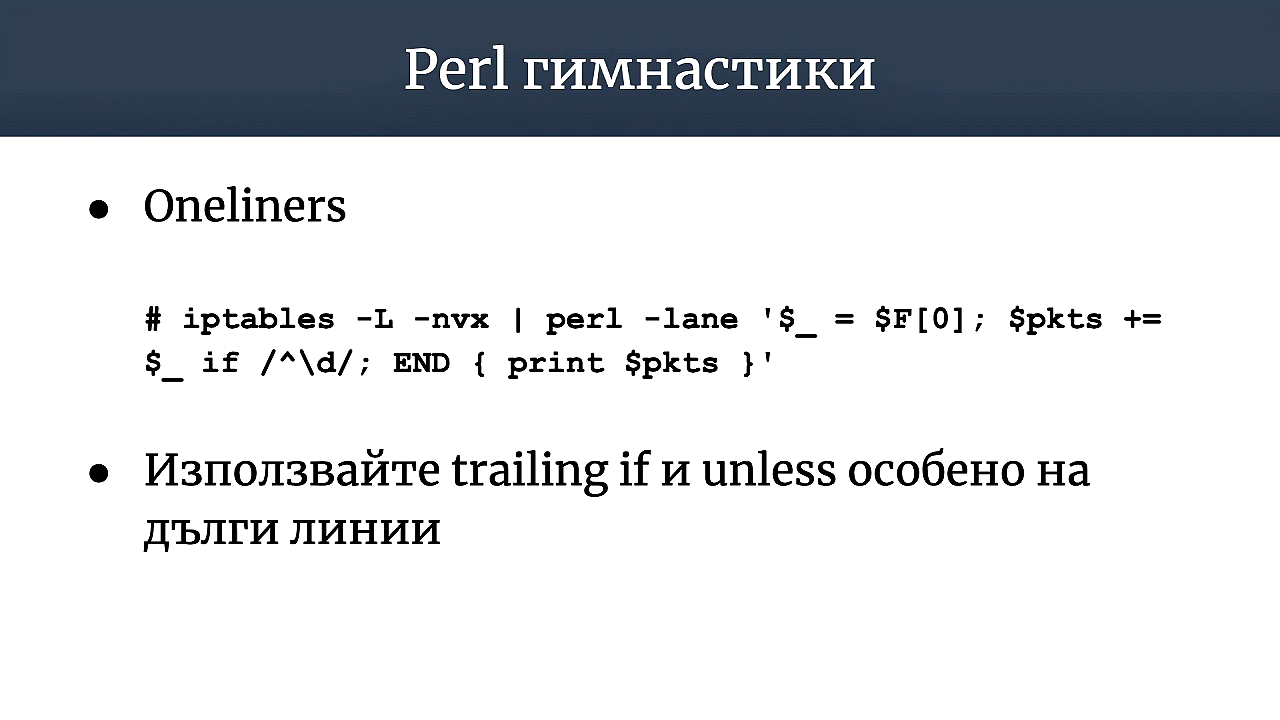 Perl гимнастики
● Oneliners
# iptables -L -nvx | perl -lane '$_ = $F[0]; $pkts +=
$_ if /^\d/; END { print $pkts }'
● Използвайте trailing if и unless особено на
дълги линии